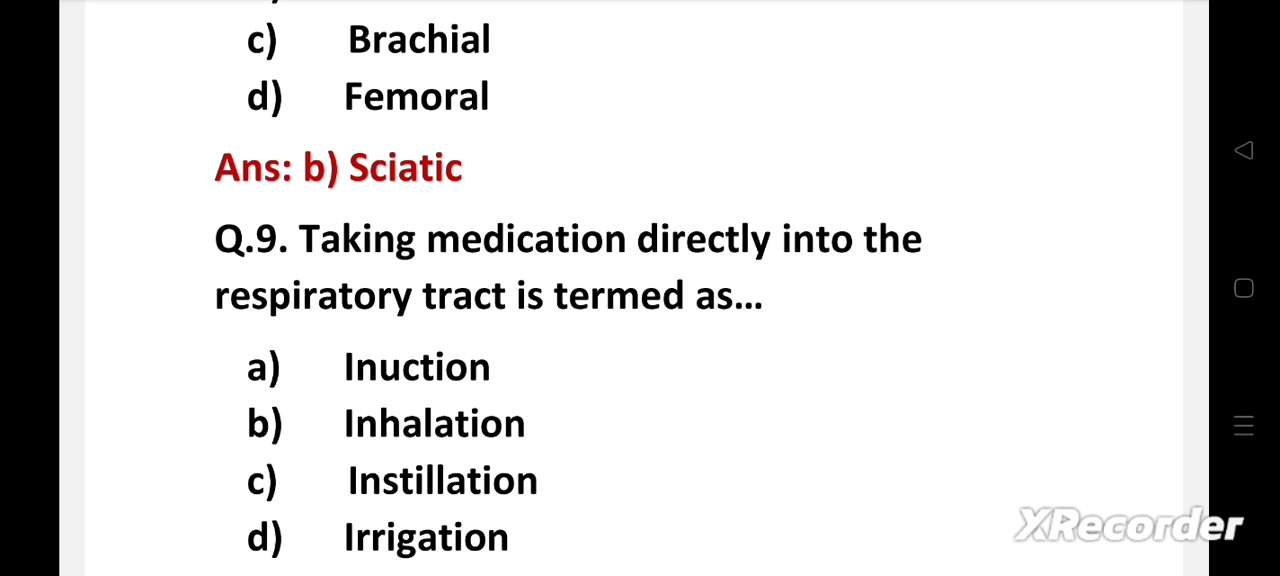 c) Brachial
d) Femoral
Ans: b) Sciatic
Q.9. Taking medication directly into the
respiratory tract is termed as...
a) Inuction
b) Inhalation
c) Instillation
d) Irrigation
XRecorder